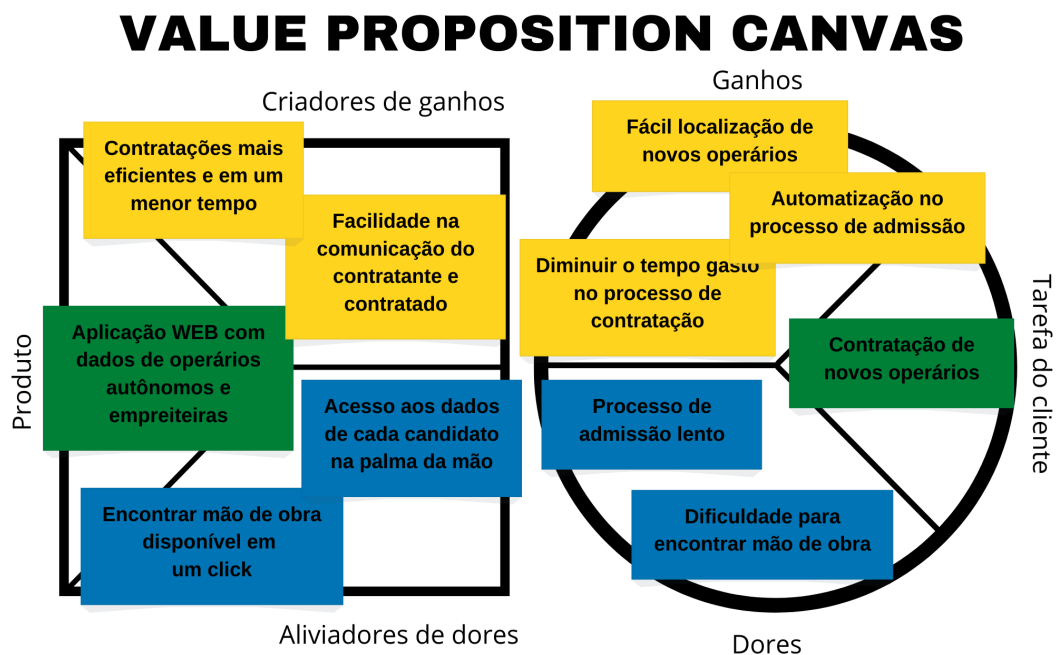 VALUE PROPOSITION CANVAS
Criadores de ganhos
Contratações mais
eficientes e em um
menor tempo
Facilidade na
comunicação do
contratante e
contratado
Produto
Aplicação WEB com
dados de operários
autônomos e
empreiteiras
Acesso aos dados
de cada candidato
na palma da mão
Encontrar mão de obra
disponível em
um click
Aliviadores de dores
Ganhos
Fácil localização de
novos operários
Automatização no
processo de admissão
Diminuir o tempo gasto
no processo de
contratação
Contratação de
novos operários
Tarefa do cliente
Processo de
admissão lento
Dificuldade para
encontrar mão de obra
Dores